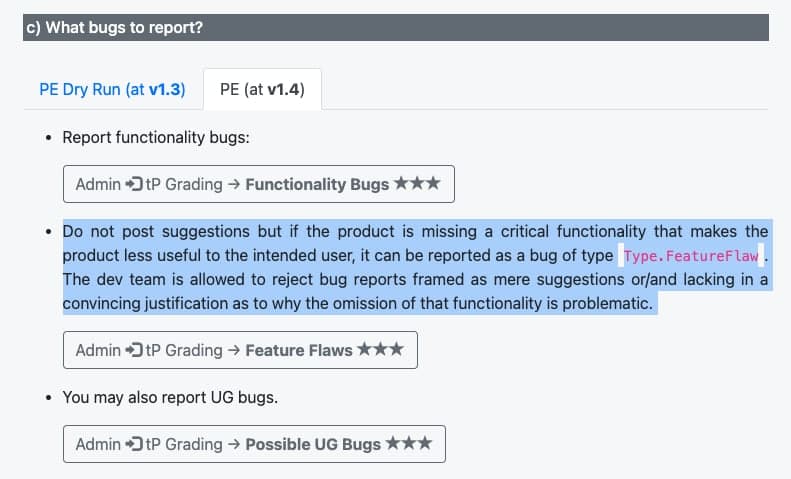 c) What bugs to report?
PE Dry Run (at v1.3) PE (at v1.4)
• Report functionality bugs:
Admin tP Grading → Functionality Bugs ★★★
• Do not post suggestions but if the product is missing a critical functionality that makes the
product less useful to the intended user, it can be reported as a bug of type Type.FeatureFlaw.
The dev team is allowed to reject bug reports framed as mere suggestions or/and lacking in a
convincing justification as to why the omission of that functionality is problematic.
Admin tP Grading → Feature Flaws ★★★
• You may also report UG bugs.
Admin tP Grading → Possible UG Bugs ★★★